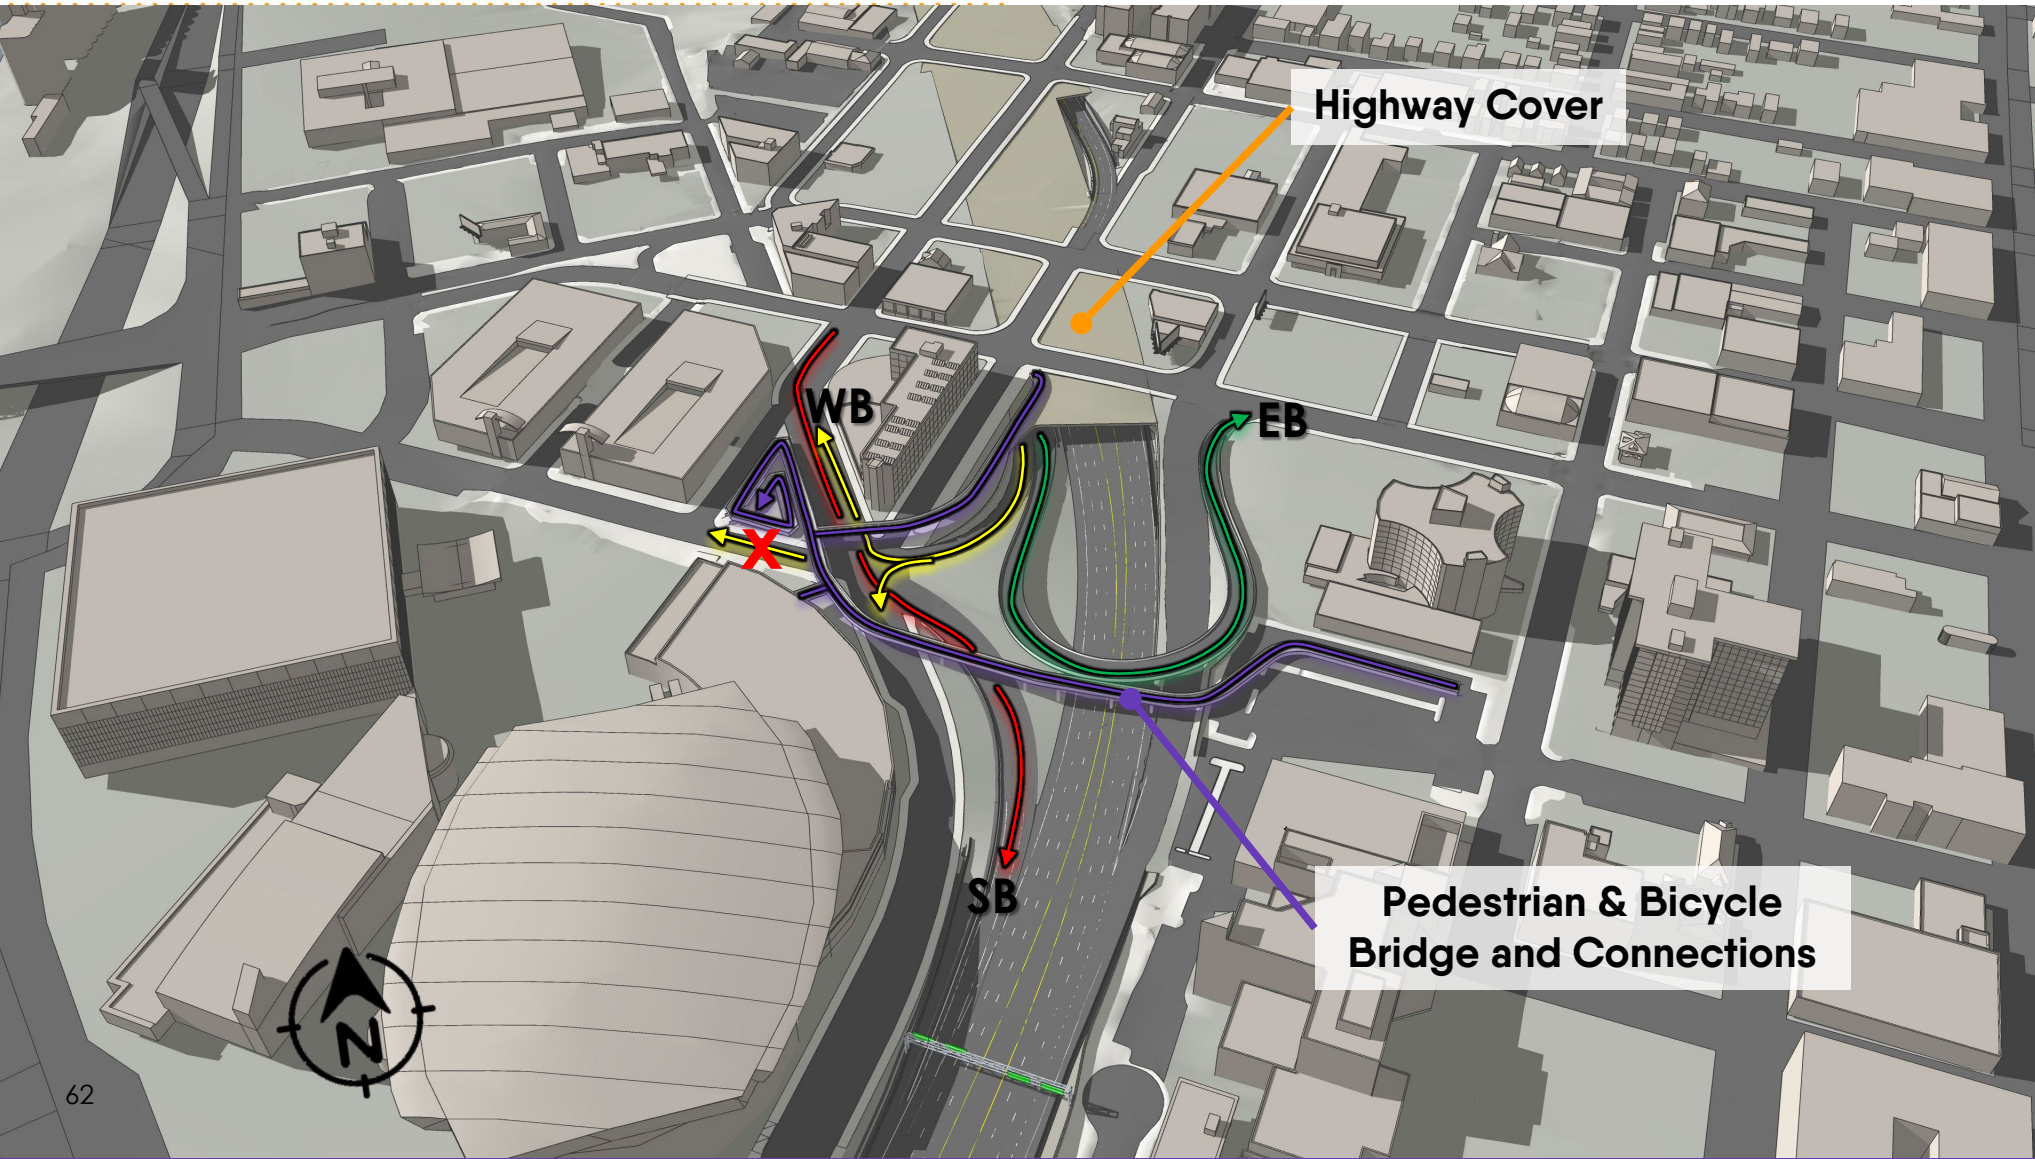 Highway Cover
WB
EB
X
SB
Pedestrian & Bicycle
Bridge and Connections
N
62